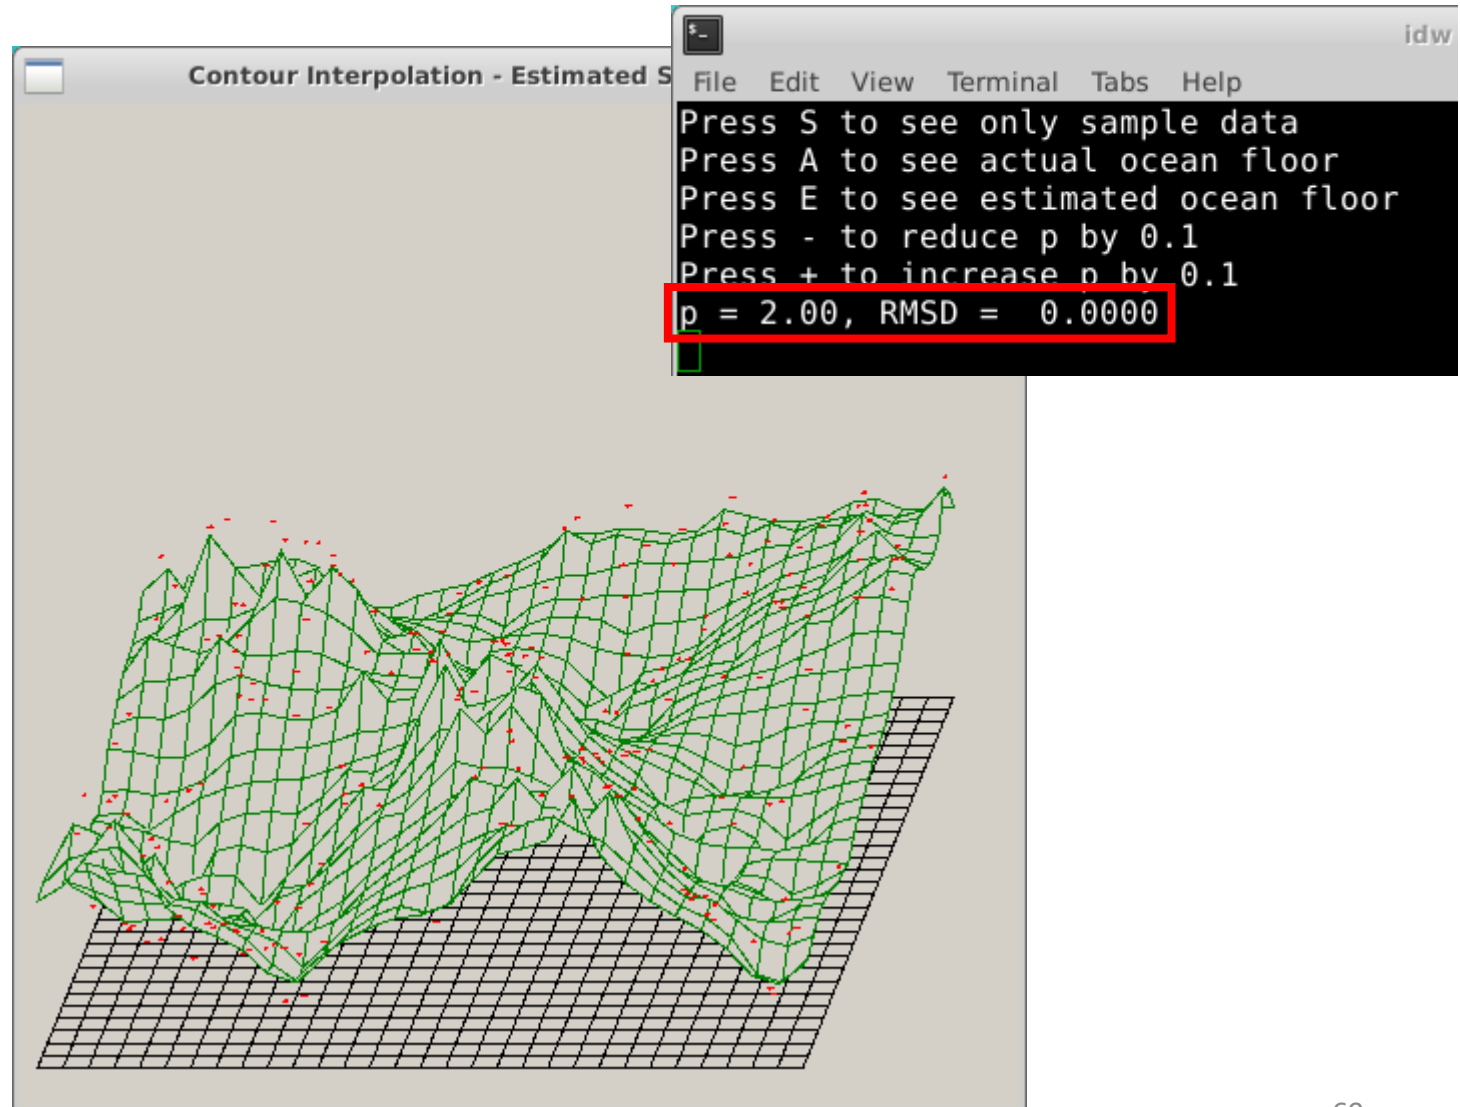 idw
Contour Interpolation - Estimated S
File Edit View Terminal Tabs Help
Press S to see only sample data
Press A to see actual ocean floor
Press E to see estimated ocean floor
Press - to reduce p by 0.1
Press + to increase p by 0.1
p = 2.00, RMSD =  0.0000